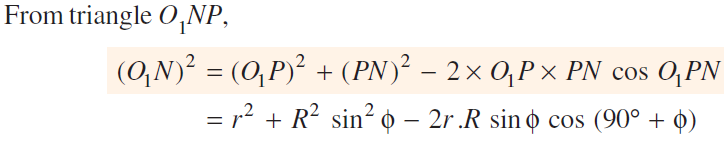 From triangle O₁NP,
(O₁N)² = (O₁P)² + (PN)² – 2 × O₁P × PN cos O₁PN
= r² + R² sin² ϕ – 2r .R sin ϕ cos (90° + ϕ)